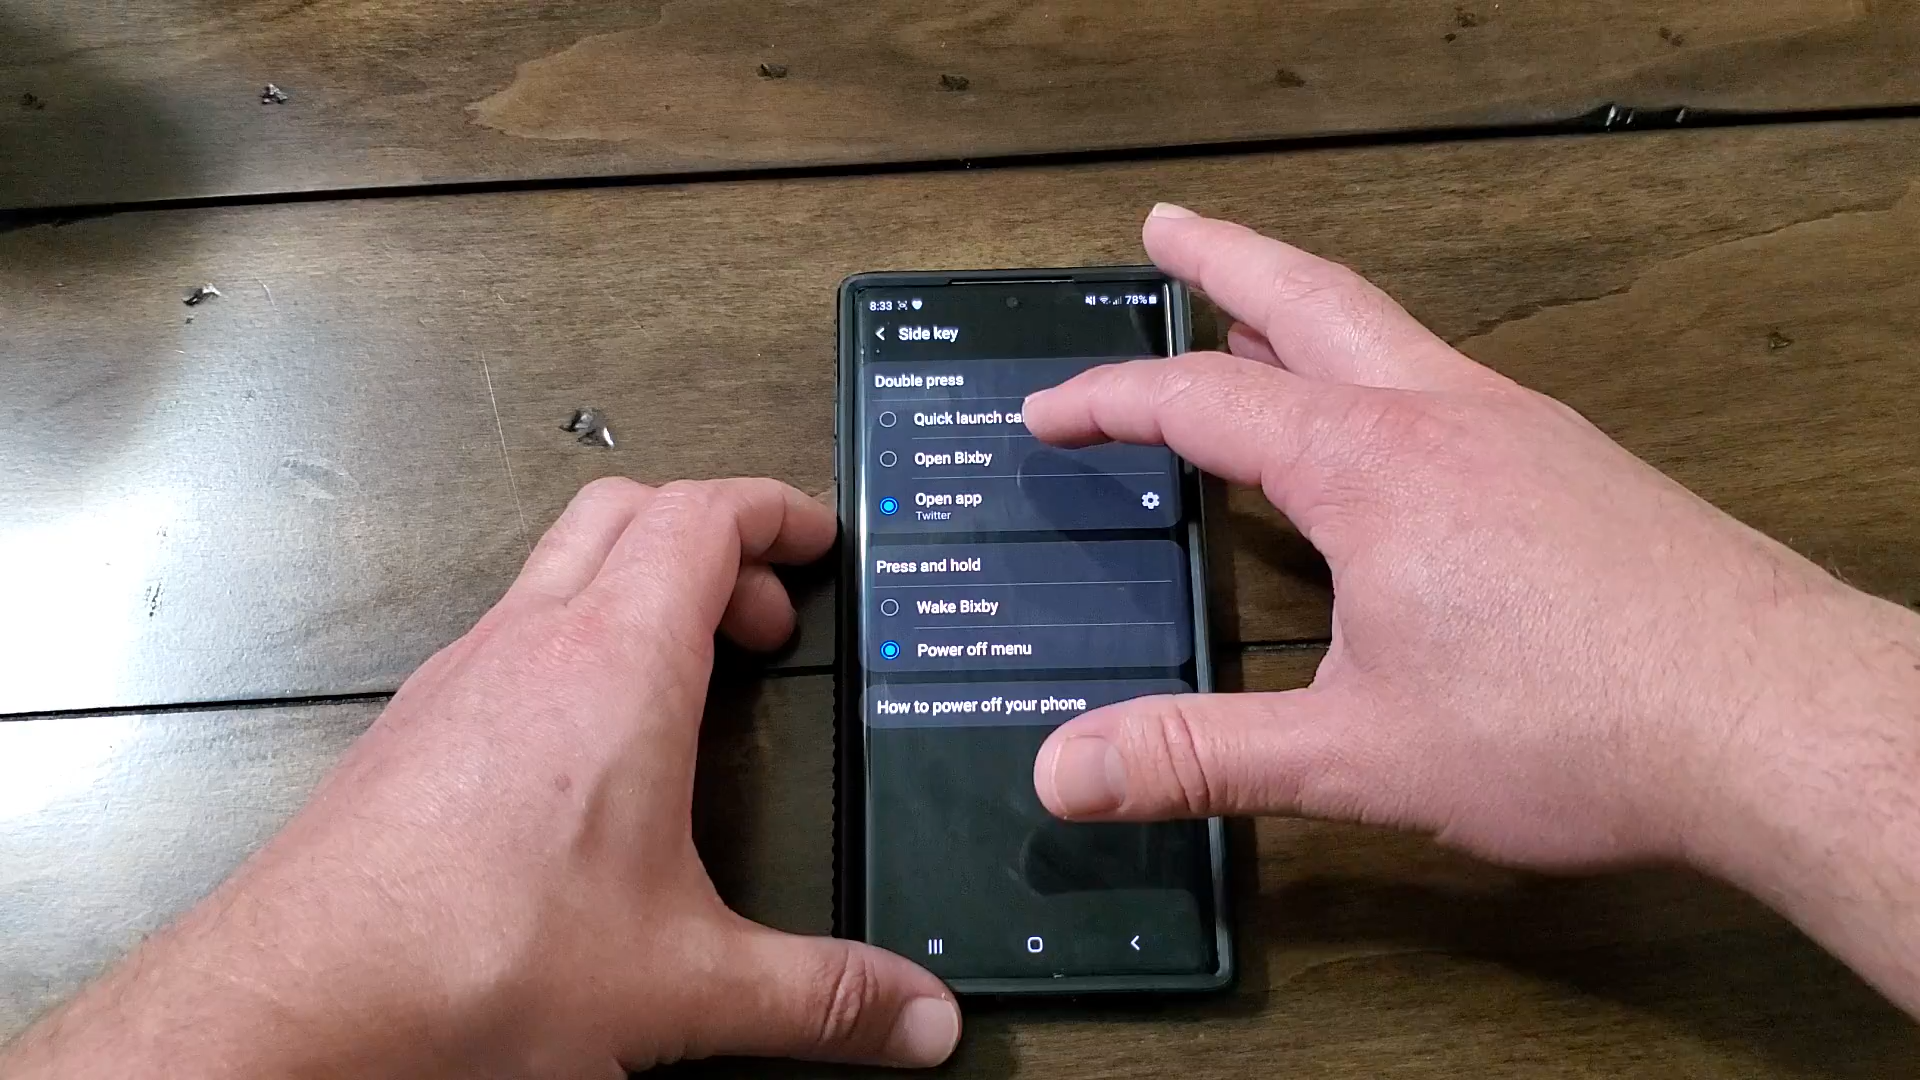 8:33 78%
Side key
Double press
Quick launch ca
Open Bixby
Open app
Twitter
Press and hold
Wake Bixby
Power off menu
How to power off your phone